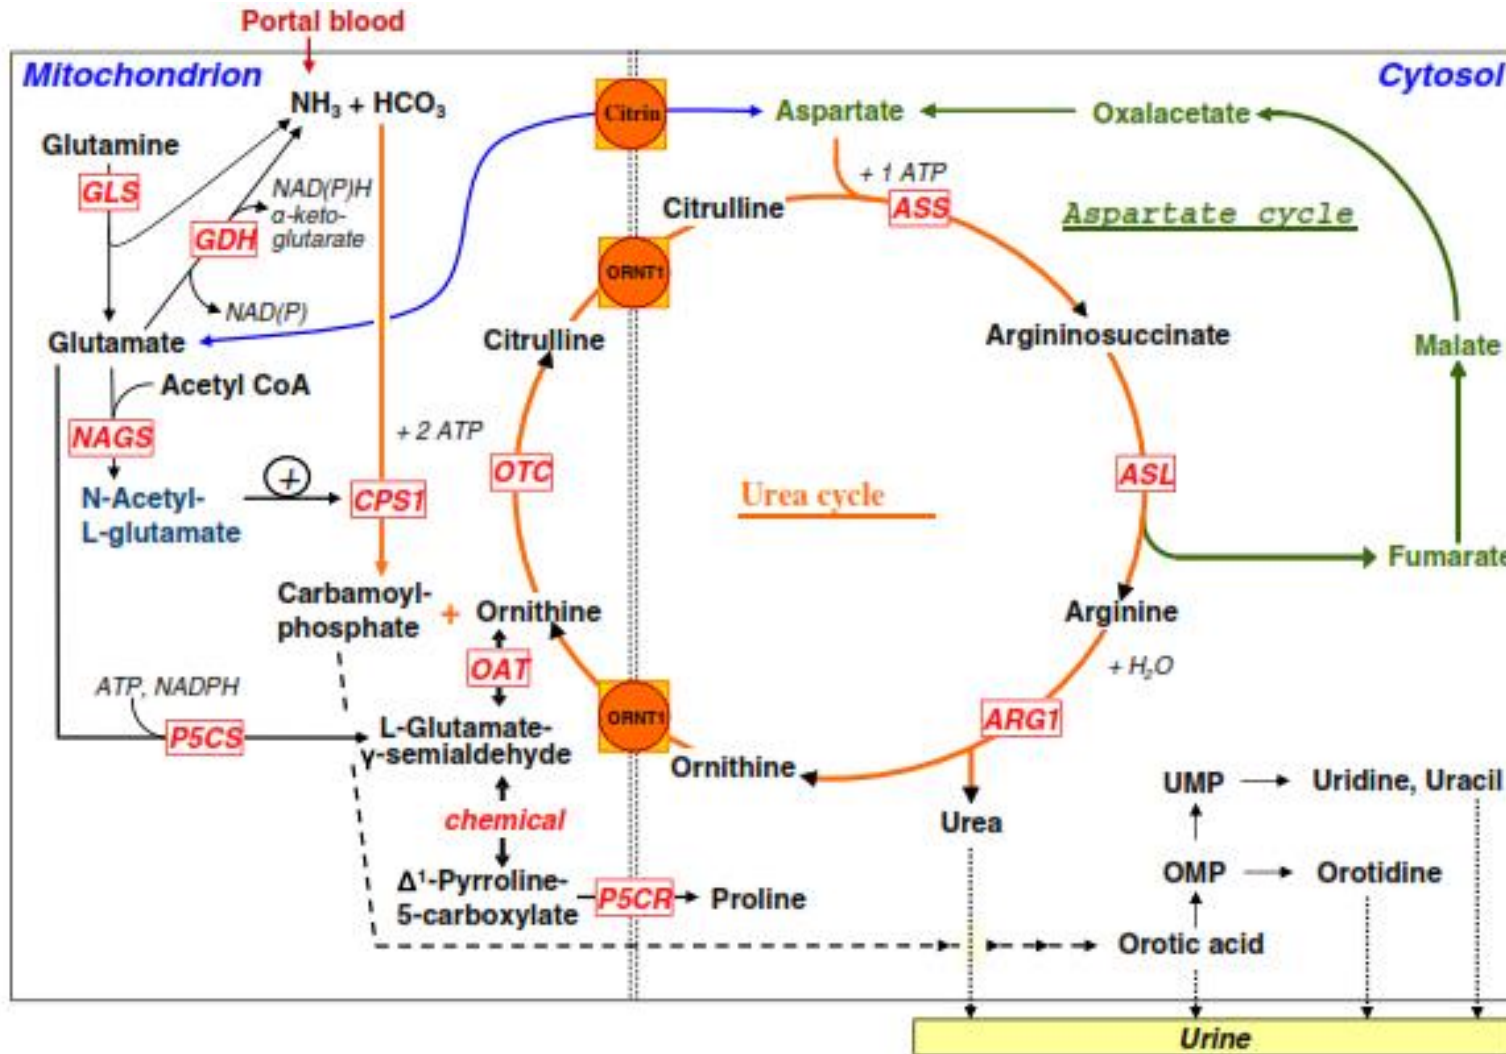 Portal blood
Mitochondrion
Cytosol
NH₃ + HCO₃
Citrin
Aspartate
Oxalacetate
Glutamine
+ 1 ATP
GLS
NAD(P)H
α-keto-
glutarate
Citrulline
ASS
Aspartate cycle
GDH
ORNT1
NAD(P)
Glutamate
Citrulline
Argininosuccinate
Malate
Acetyl CoA
NAGS
+ 2 ATP
OTC
ASL
+
N-Acetyl-
L-glutamate
CPS1
Urea cycle
Fumarate
Carbamoyl-
phosphate
+
Ornithine
Arginine
OAT
+ H₂O
ATP, NADPH
P5CS
L-Glutamate-
γ-semialdehyde
ORNT1
ARG1
Ornithine
UMP
Uridine, Uracil
chemical
Urea
Δ¹-Pyrroline-
5-carboxylate
P5CR
Proline
OMP
Orotidine
Orotic acid
Urine